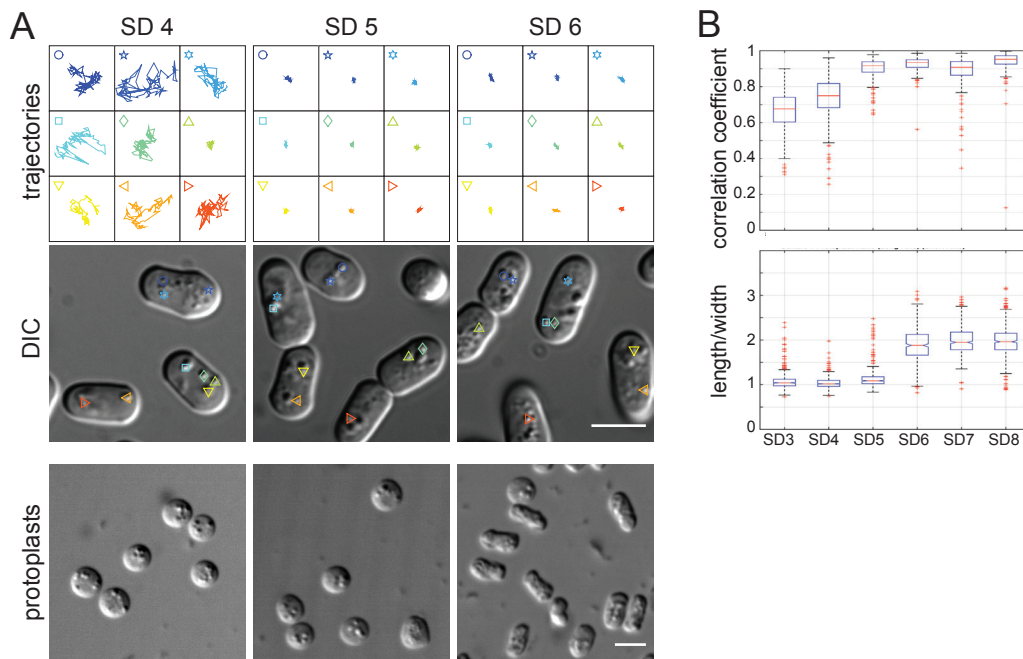 A
SD 4
SD 5
SD 6
trajectories
DIC
protoplasts
B
correlation coefficient
1
0.8
0.6
0.4
0.2
0
length/width
4
3
2
1
0
SD3 SD4 SD5 SD6 SD7 SD8